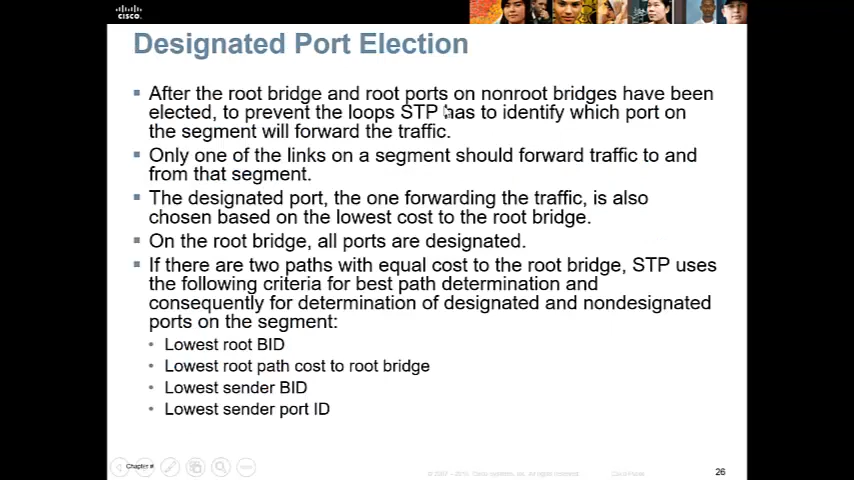 CISCO.
Designated Port Election
After the root bridge and root ports on nonroot bridges have been
elected, to prevent the loops STP has to identify which port on
the segment will forward the traffic.
Only one of the links on a segment should forward traffic to and
from that segment.
The designated port, the one forwarding the traffic, is also
chosen based on the lowest cost to the root bridge.
On the root bridge, all ports are designated.
If there are two paths with equal cost to the root bridge, STP uses
the following criteria for best path determination and
consequently for determination of designated and nondesignated
ports on the segment:
Lowest root BID
Lowest root path cost to root bridge
Lowest sender BID
Lowest sender port ID
Chapter #
26